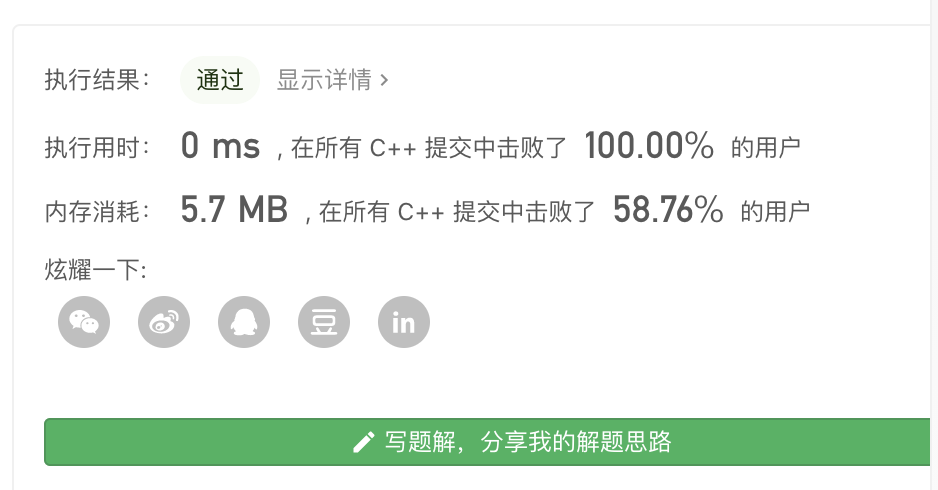 执行结果： 通过 显示详情 >
执行用时： 0 ms , 在所有 C++ 提交中击败了 100.00% 的用户
内存消耗： 5.7 MB , 在所有 C++ 提交中击败了 58.76% 的用户
炫耀一下:
豆 in
写题解，分享我的解题思路